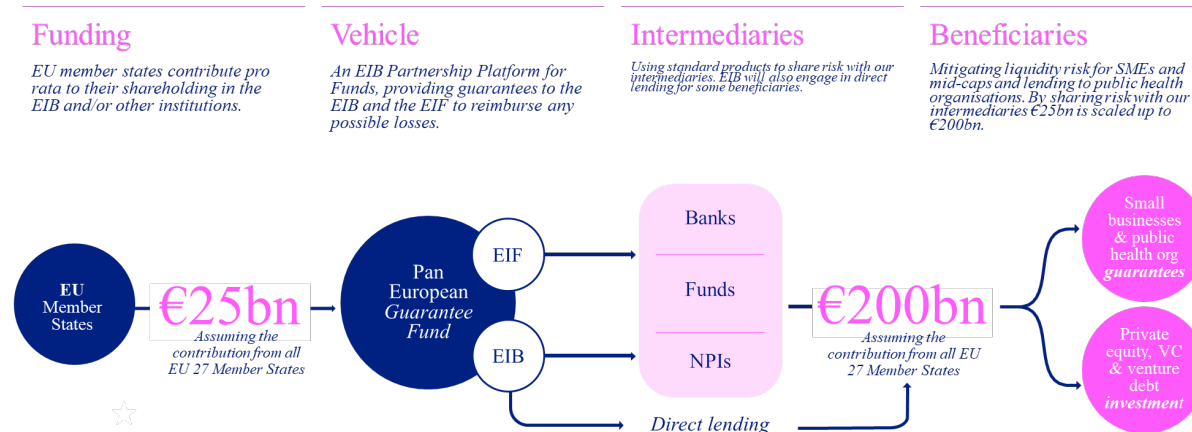 Funding
EU member states contribute pro
rata to their shareholding in the
EIB and/or other institutions.
Vehicle
An EIB Partnership Platform for
Funds, providing guarantees to the
EIB and the EIF to reimburse any
possible losses.
Intermediaries
Using standard products to share risk with our
intermediaries. EIB will also engage in direct
lending for some beneficiaries.
Beneficiaries
Mitigating liquidity risk for SMEs and
mid-caps and lending to public health
organisations. By sharing risk with our
intermediaries €25bn is scaled up to
€200bn.
EU
Member
States
€25bn
Assuming the
contribution from all
EU 27 Member States
Pan
European
Guarantee
Fund
EIF
EIB
Banks
Funds
NPIs
Direct lending
€200bn
Assuming the
contribution from all EU
27 Member States
Small
businesses
& public
health org
guarantees
Private
equity, VC
& venture
debt
investment